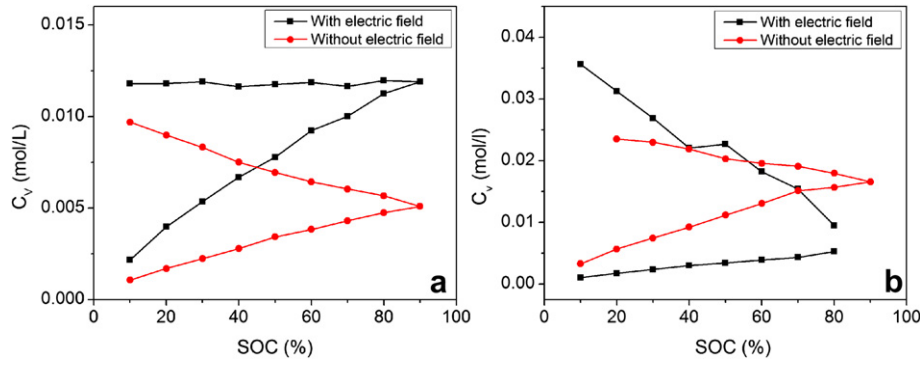 With electric field
Without electric field
0.015
0.010
0.005
0.000
C_V (mol/L)
0 20 40 60 80 100
SOC (%)
a
With electric field
Without electric field
0.04
0.03
0.02
0.01
0.00
C_v (mol/l)
0 20 40 60 80 100
SOC (%)
b